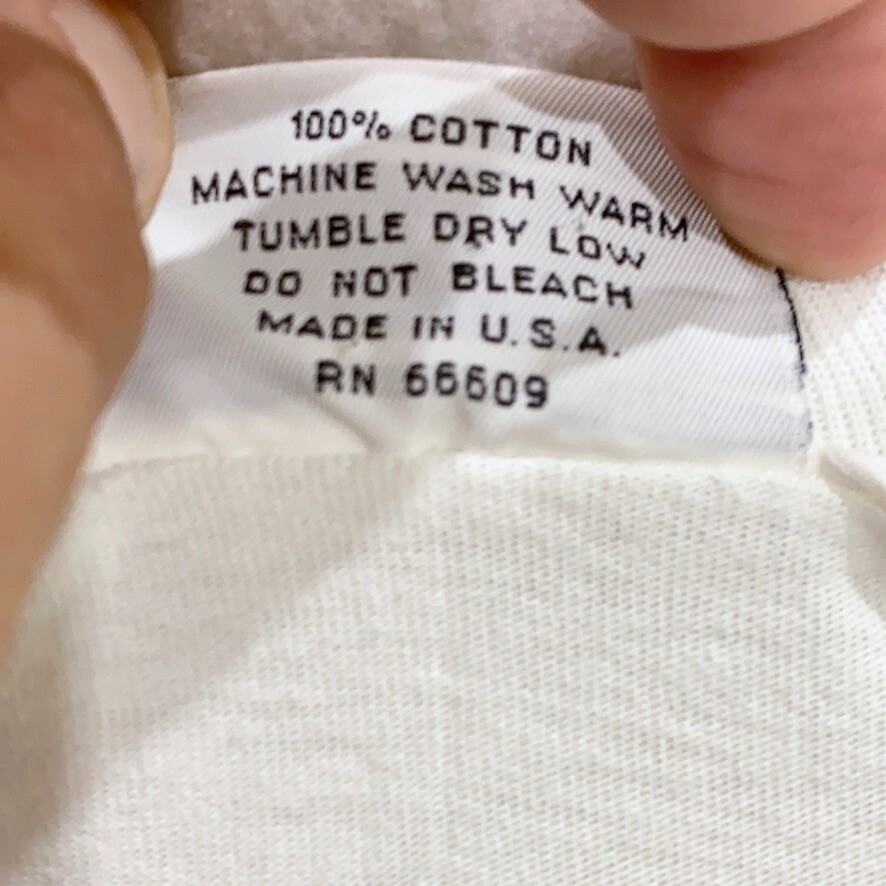 100% COTTON
MACHINE WASH WARM
TUMBLE DRY LOW
DO NOT BLEACH
MADE IN U.S.A.
RN 66609